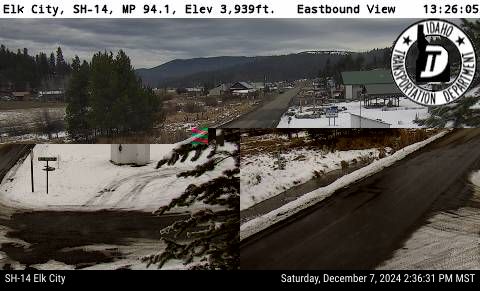 Elk City, SH-14, MP 94.1, Elev 3,939ft. Eastbound View 13:26:05
IDAHO
TRANSPORTATION DEPARTMENT
SH-14 Elk City Saturday, December 7, 2024 2:36:31 PM MST